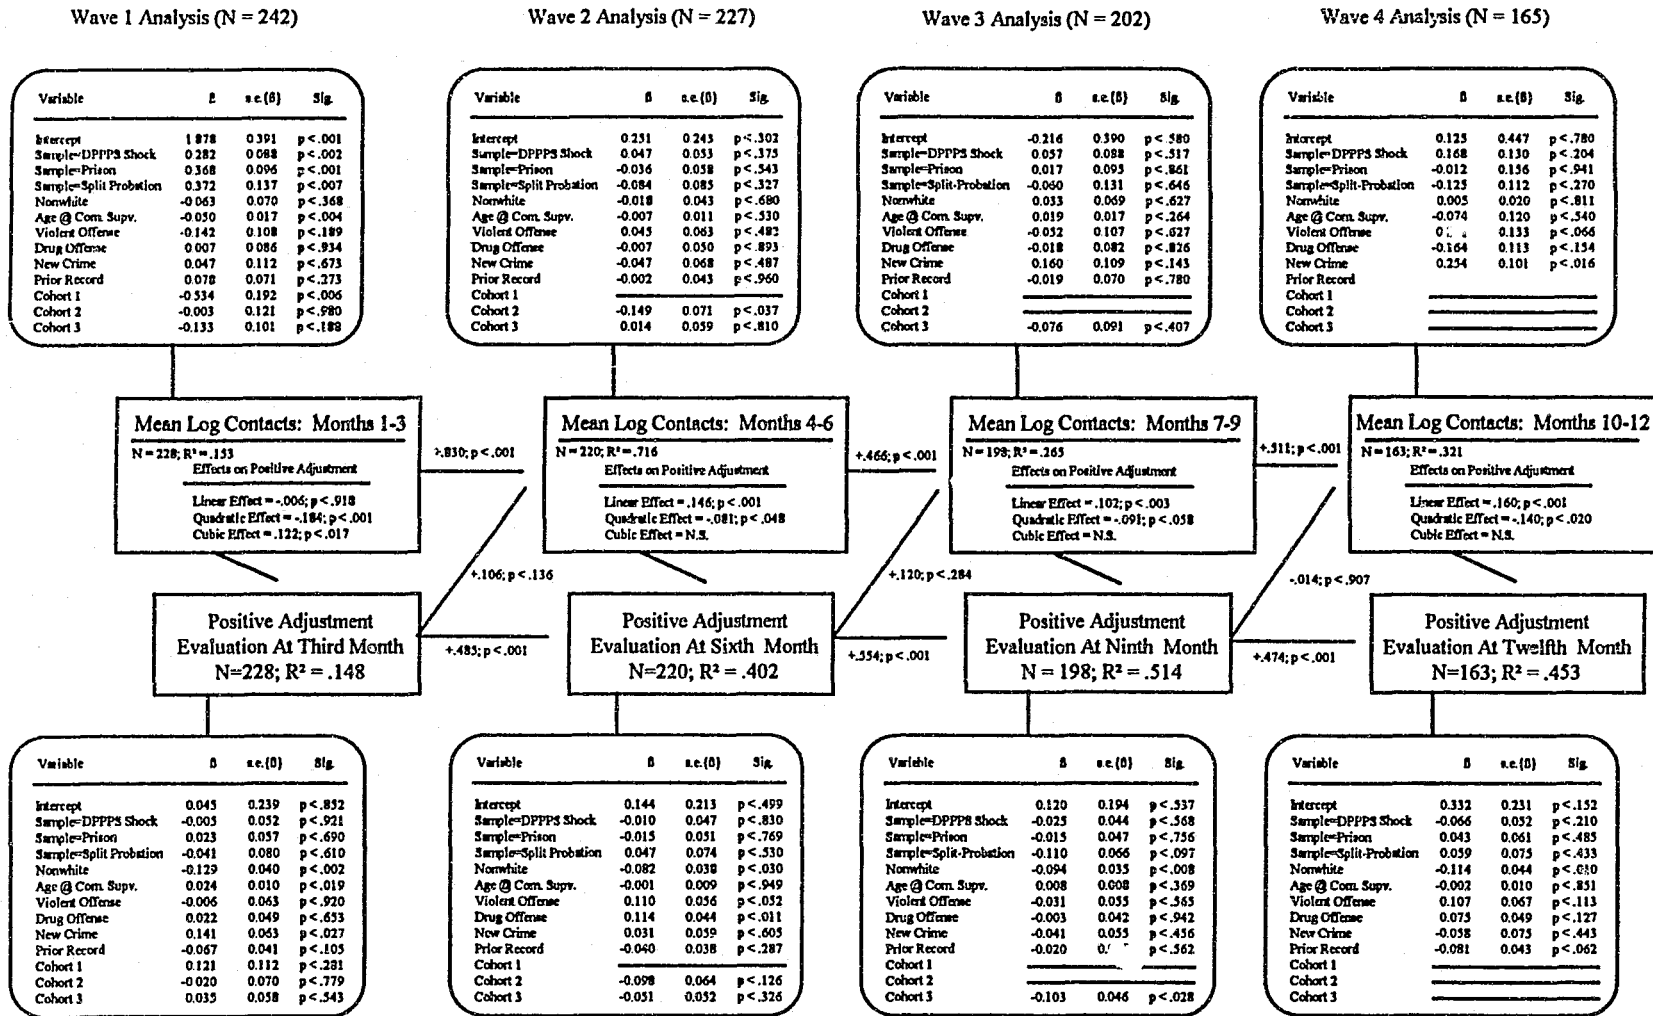 Wave 1 Analysis (N = 242)
Variable ß s.e.(ß) Sig.
Intercept 1 878 0.391 p<.001
Sample=DPPPS Shock 0.282 0.088 p<.002
Sample=Prison 0.368 0.096 p<.001
Sample=Split Probation 0.372 0.137 p<.007
Nonwhite -0.063 0.070 p<.368
Age @ Com. Supv. -0.050 0.017 p<.004
Violent Offense -0.142 0.108 p<.189
Drug Offense 0.007 0.086 p<.934
New Crime 0.047 0.112 p<.673
Prior Record 0.078 0.071 p<.273
Cohort 1 -0.534 0.192 p<.006
Cohort 2 -0.003 0.121 p<.980
Cohort 3 -0.133 0.101 p<.188
Wave 2 Analysis (N = 227)
Variable ß s.e.(ß) Sig.
Intercept 0.251 0.243 p<.302
Sample=DPPPS Shock 0.047 0.053 p<.375
Sample=Prison -0.036 0.058 p<.543
Sample=Split Probation -0.084 0.085 p<.327
Nonwhite -0.018 0.043 p<.680
Age @ Com. Supv. -0.007 0.011 p<.530
Violent Offense 0.045 0.063 p<.482
Drug Offense -0.007 0.050 p<.893
New Crime -0.047 0.068 p<.487
Prior Record -0.002 0.043 p<.960
Cohort 1
Cohort 2 -0.149 0.071 p<.037
Cohort 3 0.014 0.059 p<.810
Wave 3 Analysis (N = 202)
Variable ß s.e.(ß) Sig.
Intercept -0.216 0.390 p<.580
Sample=DPPPS Shock 0.057 0.088 p<.517
Sample=Prison 0.017 0.095 p<.861
Sample=Split-Probation -0.060 0.131 p<.646
Nonwhite 0.033 0.069 p<.627
Age @ Com. Supv. 0.019 0.017 p<.264
Violent Offense -0.052 0.107 p<.627
Drug Offense -0.018 0.082 p<.826
New Crime 0.160 0.109 p<.143
Prior Record -0.019 0.070 p<.780
Cohort 1
Cohort 2
Cohort 3 -0.076 0.091 p<.407
Wave 4 Analysis (N = 165)
Variable ß s.e.(ß) Sig.
Intercept 0.125 0.447 p<.780
Sample=DPPPS Shock 0.168 0.130 p<.204
Sample=Prison -0.012 0.156 p<.941
Sample=Split-Probation -0.125 0.112 p<.270
Nonwhite 0.005 0.020 p<.811
Age @ Com. Supv. -0.074 0.120 p<.540
Violent Offense 0.133 p<.066
Drug Offense -0.164 0.113 p<.154
New Crime 0.254 0.101 p<.016
Prior Record
Cohort 1
Cohort 2
Cohort 3
Mean Log Contacts: Months 1-3
N = 228; R² = .153
Effects on Positive Adjustment
Linear Effect = -.006; p<.918
Quadratic Effect = -.184; p<.001
Cubic Effect = .122; p<.017
+.830; p<.001
Mean Log Contacts: Months 4-6
N = 220; R² = .716
Effects on Positive Adjustment
Linear Effect = .146; p<.001
Quadratic Effect = -.081; p<.048
Cubic Effect = N.S.
+.466; p<.001
Mean Log Contacts: Months 7-9
N = 198; R² = .265
Effects on Positive Adjustment
Linear Effect = .102; p<.003
Quadratic Effect = -.091; p<.058
Cubic Effect = N.S.
+.311; p<.001
Mean Log Contacts: Months 10-12
N = 163; R² = .321
Effects on Positive Adjustment
Linear Effect = .160; p<.001
Quadratic Effect = -.140; p<.020
Cubic Effect = N.S.
+.106; p<.136
+.120; p<.284
-.014; p<.907
Positive Adjustment
Evaluation At Third Month
N=228; R² = .148
+.485; p<.001
Positive Adjustment
Evaluation At Sixth Month
N=220; R² = .402
+.554; p<.001
Positive Adjustment
Evaluation At Ninth Month
N = 198; R² = .514
+.474; p<.001
Positive Adjustment
Evaluation At Twelfth Month
N=163; R² = .453
Variable ß s.e.(ß) Sig.
Intercept 0.045 0.239 p<.852
Sample=DPPPS Shock -0.005 0.052 p<.921
Sample=Prison 0.023 0.057 p<.690
Sample=Split Probation -0.041 0.080 p<.610
Nonwhite -0.129 0.040 p<.002
Age @ Com. Supv. 0.024 0.010 p<.019
Violent Offense -0.006 0.063 p<.920
Drug Offense 0.022 0.049 p<.653
New Crime 0.141 0.063 p<.027
Prior Record -0.067 0.041 p<.105
Cohort 1 0.121 0.112 p<.281
Cohort 2 -0 020 0.070 p<.779
Cohort 3 0.035 0.058 p<.543
Variable ß s.e.(ß) Sig.
Intercept 0.144 0.213 p<.499
Sample=DPPPS Shock -0.010 0.047 p<.830
Sample=Prison -0.015 0.051 p<.769
Sample=Split Probation 0.047 0.074 p<.530
Nonwhite -0.082 0.038 p<.030
Age @ Com. Supv. -0.001 0.009 p<.949
Violent Offense 0.110 0.056 p<.052
Drug Offense 0.114 0.044 p<.011
New Crime 0.031 0.059 p<.605
Prior Record -0.040 0.038 p<.287
Cohort 1
Cohort 2 -0.098 0.064 p<.126
Cohort 3 -0.051 0.052 p<.326
Variable ß s.e.(ß) Sig.
Intercept 0.120 0.194 p<.537
Sample=DPPPS Shock -0.025 0.044 p<.568
Sample=Prison -0.015 0.047 p<.756
Sample=Split-Probation -0.110 0.066 p<.097
Nonwhite -0.094 0.035 p<.008
Age @ Com. Supv. 0.008 0.008 p<.369
Violent Offense -0.031 0.055 p<.565
Drug Offense -0.003 0.042 p<.942
New Crime -0.041 0.055 p<.456
Prior Record -0.020 p<.562
Cohort 1
Cohort 2
Cohort 3 -0.103 0.046 p<.028
Variable ß s.e.(ß) Sig.
Intercept 0.332 0.231 p<.152
Sample=DPPPS Shock -0.066 0.052 p<.210
Sample=Prison 0.043 0.061 p<.485
Sample=Split-Probation 0.059 0.075 p<.433
Nonwhite -0.114 0.044
Age @ Com. Supv. -0.002 0.010 p<.851
Violent Offense 0.107 0.067 p<.113
Drug Offense 0.075 0.049 p<.127
New Crime -0.058 0.075 p<.443
Prior Record -0.081 0.043 p<.062
Cohort 1
Cohort 2
Cohort 3